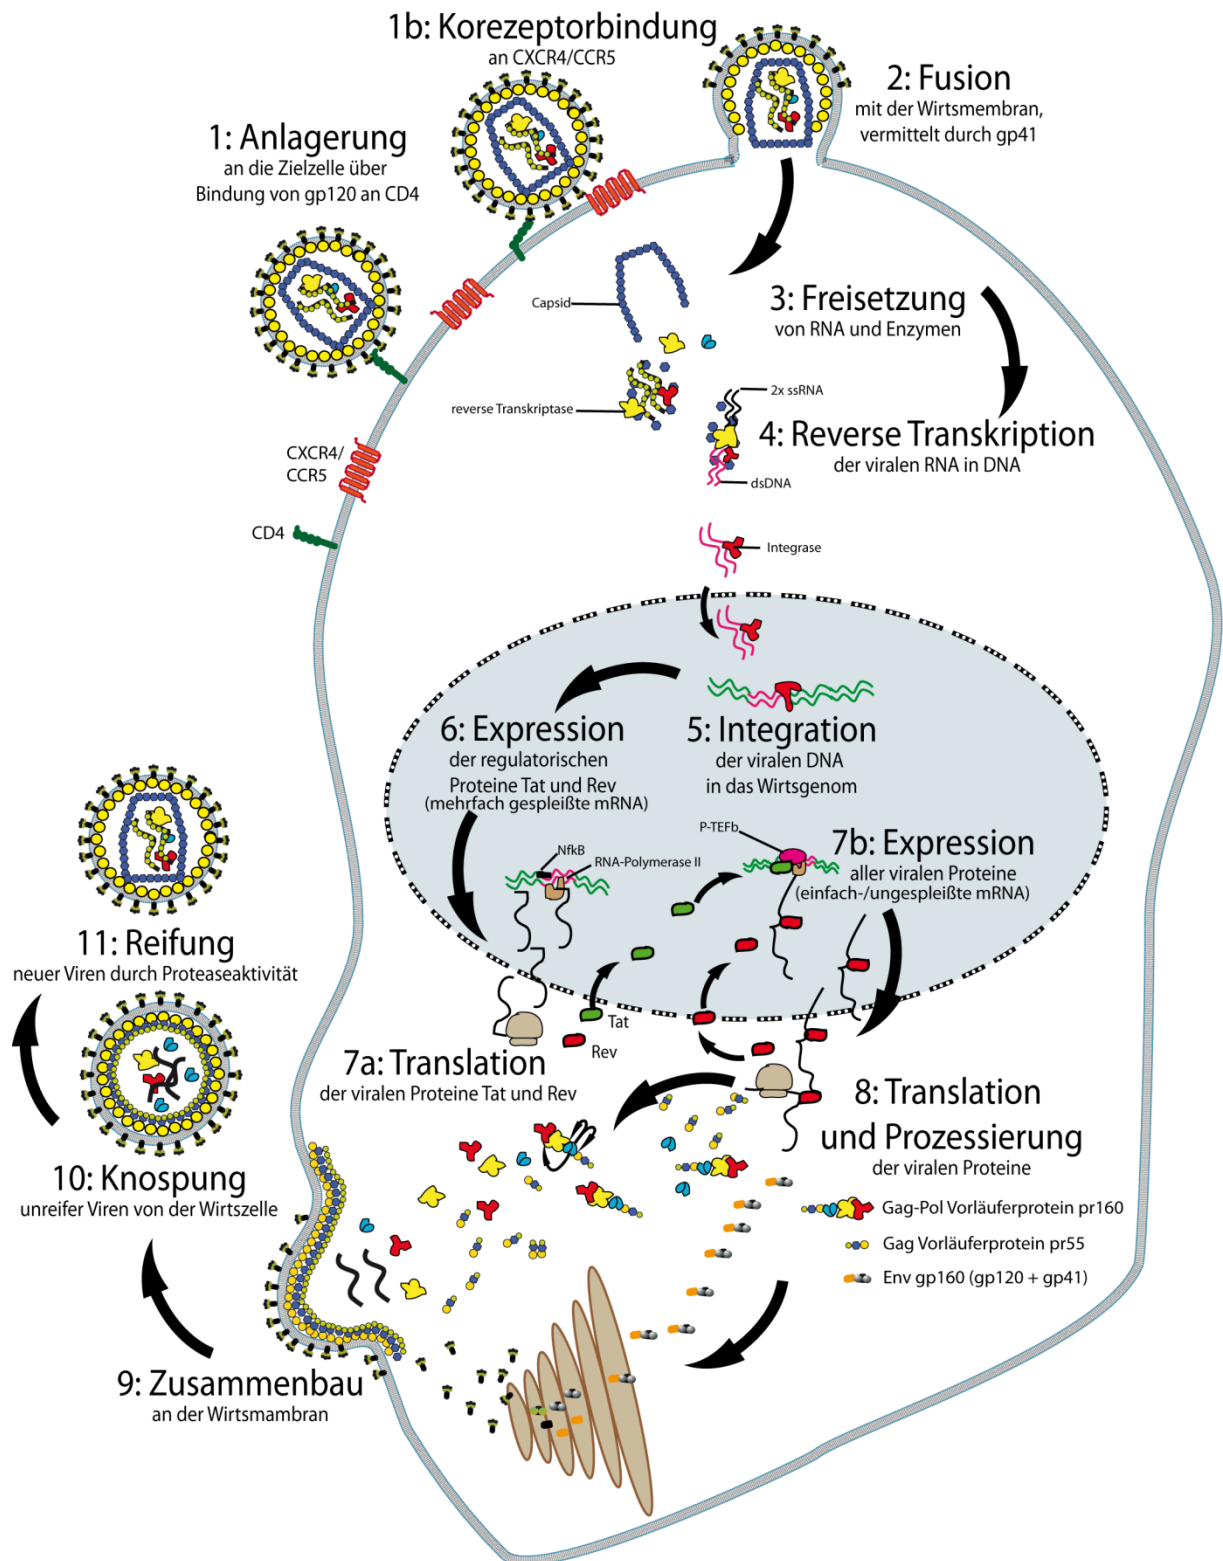 1b: Korezeptorbindung
an CXCR4/CCR5
2: Fusion
mit der Wirtsmembran,
vermittelt durch gp41
1: Anlagerung
an die Zielzelle über
Bindung von gp120 an CD4
Capsid
3: Freisetzung
von RNA und Enzymen
reverse Transkriptase
2x ssRNA
4: Reverse Transkription
der viralen RNA in DNA
dsDNA
CXCR4/
CCR5
CD4
Integrase
6: Expression
der regulatorischen
Proteine Tat und Rev
(mehrfach gespleißte mRNA)
5: Integration
der viralen DNA
in das Wirtsgenom
P-TEFb
7b: Expression
aller viralen Proteine
(einfach-/ungespleißte mRNA)
NfkB
RNA-Polymerase II
11: Reifung
neuer Viren durch Proteaseaktivität
Tat
Rev
7a: Translation
der viralen Proteine Tat und Rev
8: Translation
und Prozessierung
der viralen Proteine
Gag-Pol Vorläuferprotein pr160
Gag Vorläuferprotein pr55
Env gp160 (gp120 + gp41)
10: Knospung
unreifer Viren von der Wirtszelle
9: Zusammenbau
an der Wirtsmambran